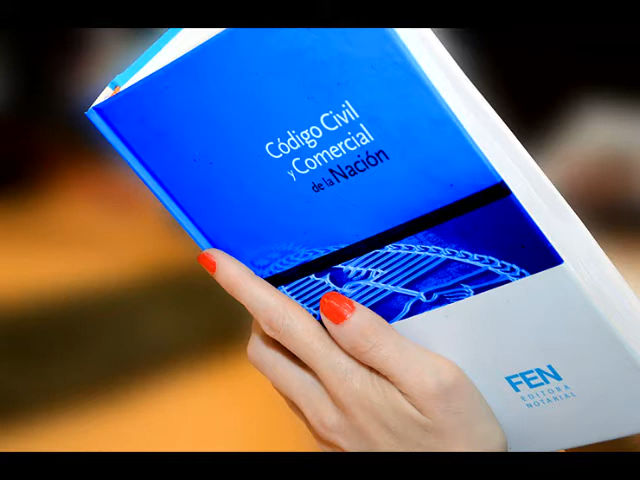 Código Civil
y Comercial
de la Nación
FEN
EDITORA
NOTARIAL